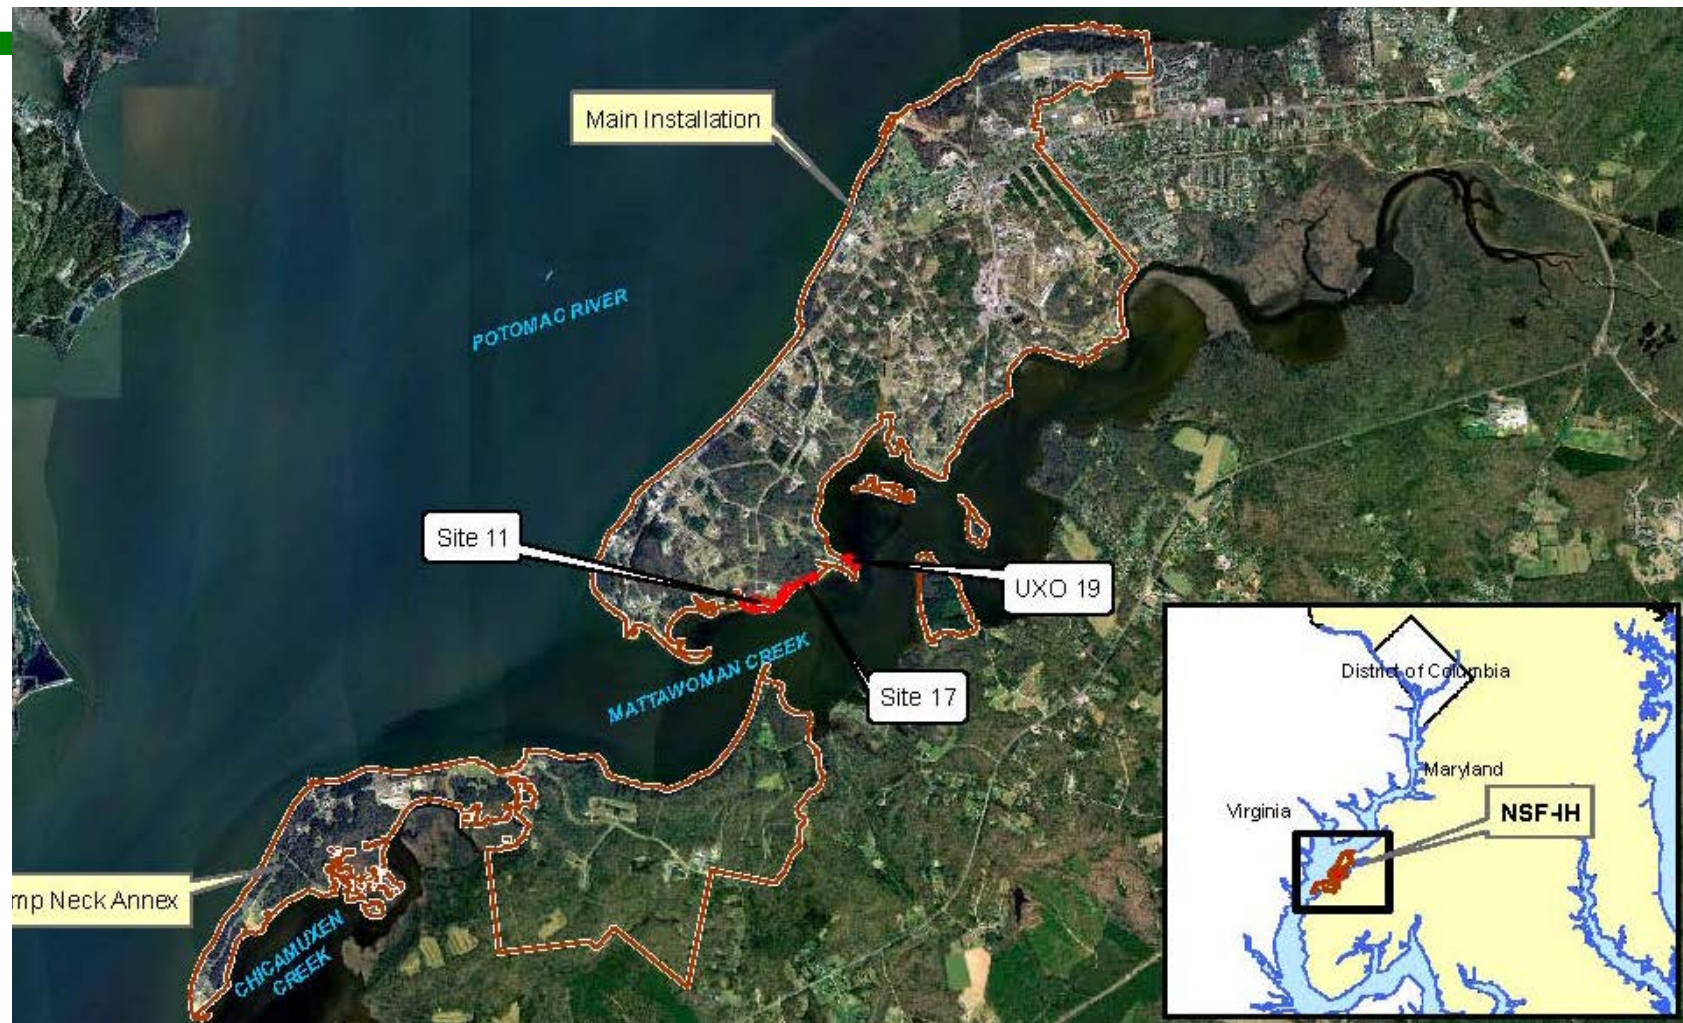 Main Installation
POTOMAC RIVER
Site 11
UXO 19
MATTAWOMAN CREEK
Site 17
mp Neck Annex
CHICAMUXEN
CREEK
District of Columbia
Maryland
Virginia
NSF-IH